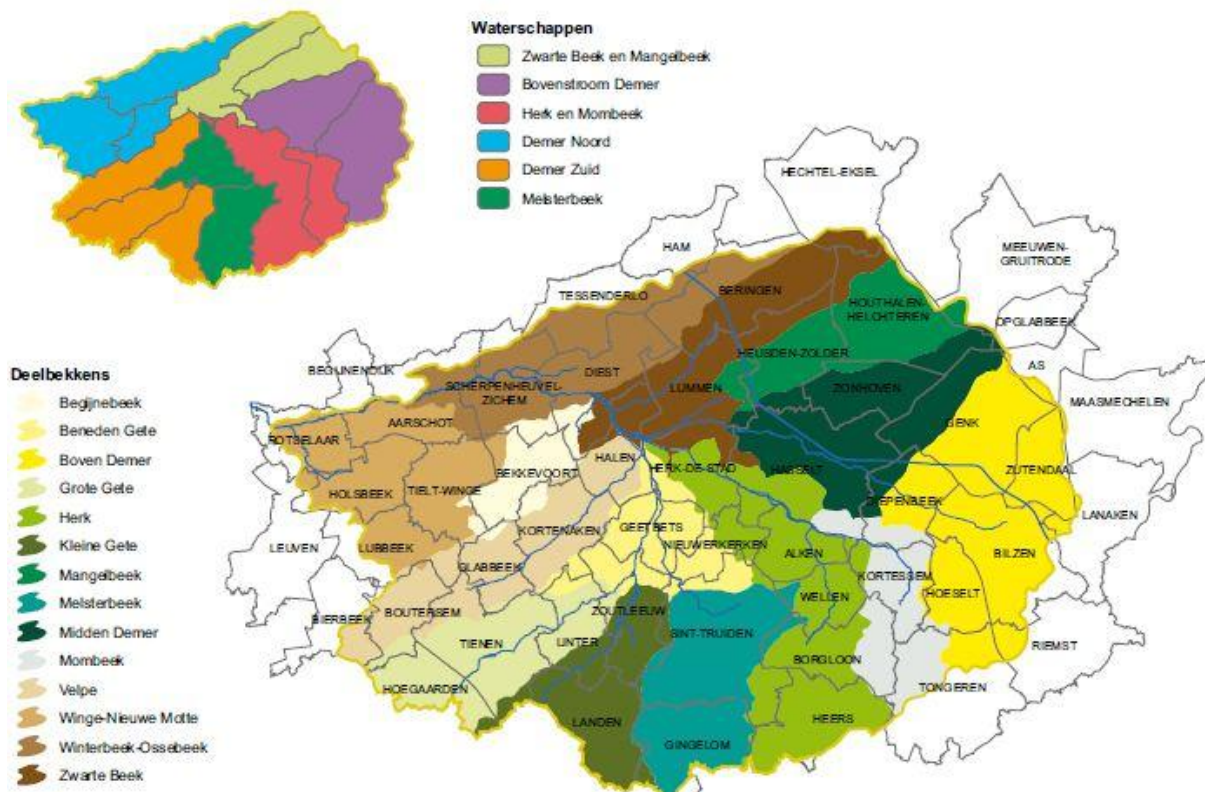 Waterschappen
Zwarte Beek en Mangelbeek
Bovenstroom Demer
Herk en Mombeek
Demer Noord
Demer Zuid
Melsterbeek
HECHTEL-EKSEL
HAM
MEEUWEN-
GRUITRODE
TESSENDERLO
BERINGEN
HOUTHALEN-
HELCHTEREN
OPGLABBEEK
BEGIJNENDIJK
HEUSDEN-ZOLDER
AS
DIEST
SCHERPENHEUVEL-
ZICHEM
LUMMEN
ZONHOVEN
MAASMECHELEN
AARSCHOT
ROTSELAAR
GENK
BEKKEVOORT
HALEN
HERK-DE-STAD
HASSELT
ZUTENDAAL
HOLSBEEK
TIELT-WINGE
DIEPENBEEK
LANAKEN
KORTENAKEN
GEETBETS
LEUVEN
LUBBEEK
NIEUWERKERKEN
ALKEN
BILZEN
GLABBEEK
KORTESSEM
HOESELT
WELLEN
BIERBEEK
BOUTERSEM
ZOUTLEEUW
SINT-TRUIDEN
TIENEN
LINTER
RIEMST
BORGLOON
HOEGAARDEN
TONGEREN
LANDEN
HEERS
GINGELOM
Deelbekkens
Begijnebeek
Beneden Gete
Boven Demer
Grote Gete
Herk
Kleine Gete
Mangelbeek
Melsterbeek
Midden Demer
Mombeek
Velpe
Winge-Nieuwe Motte
Winterbeek-Ossebeek
Zwarte Beek